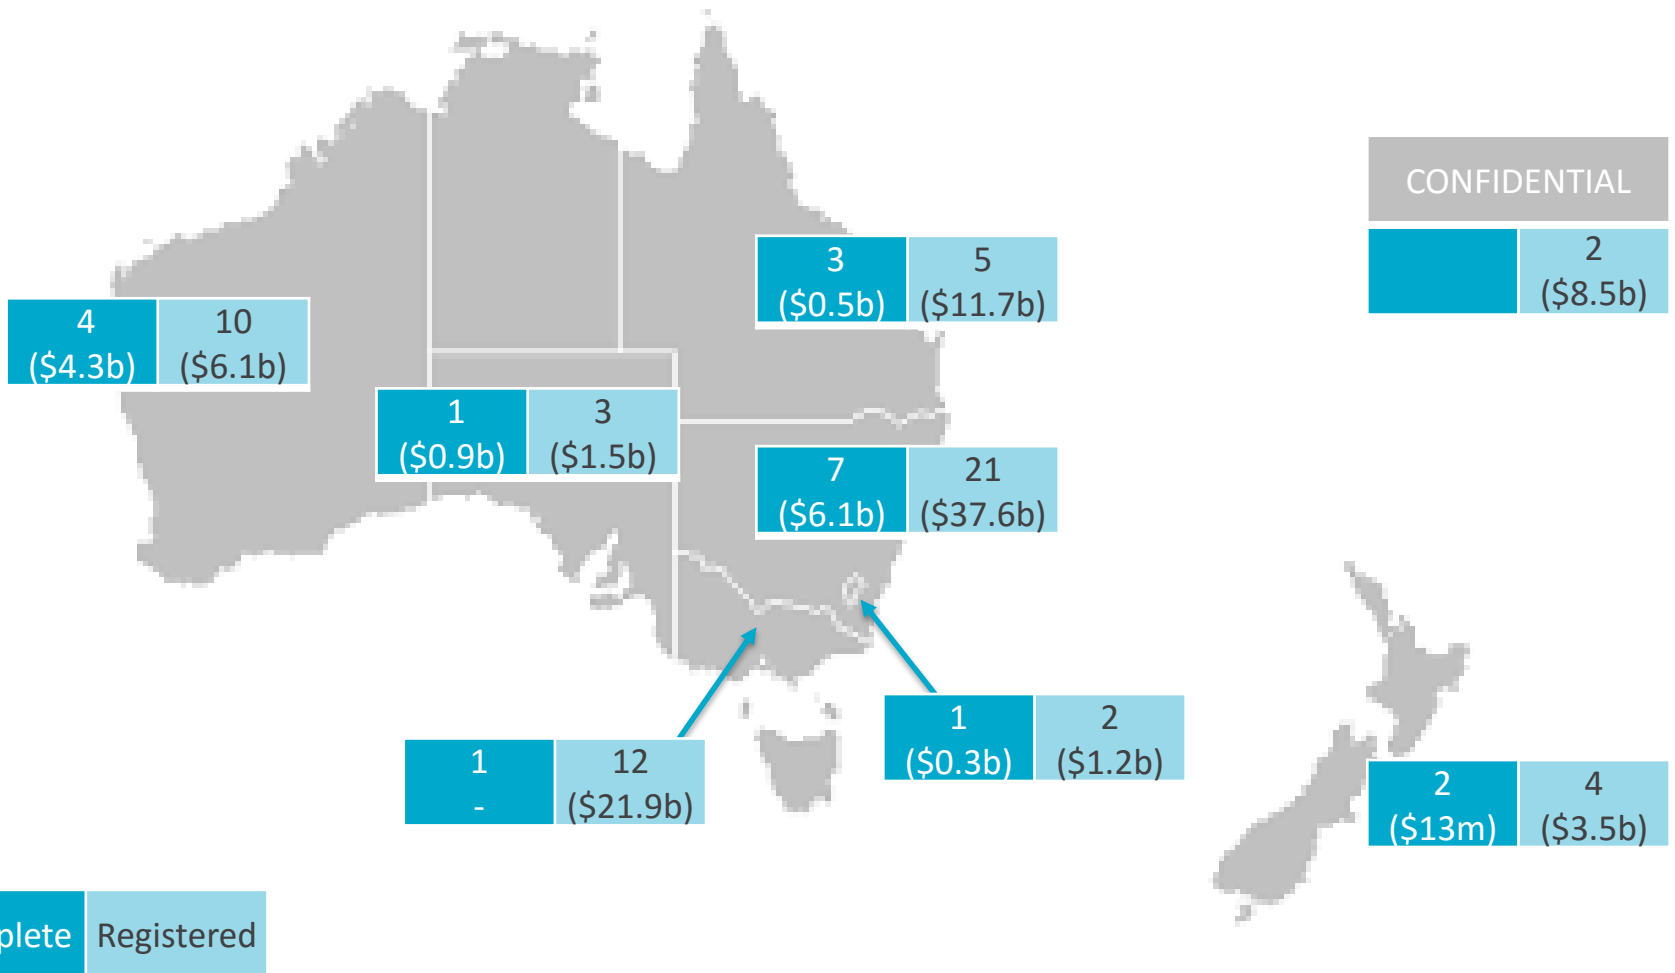 CONFIDENTIAL
2
($8.5b)
3
($0.5b)
5
($11.7b)
4
($4.3b)
10
($6.1b)
1
($0.9b)
3
($1.5b)
7
($6.1b)
21
($37.6b)
1
($0.3b)
2
($1.2b)
1
-
12
($21.9b)
2
($13m)
4
($3.5b)
plete
Registered